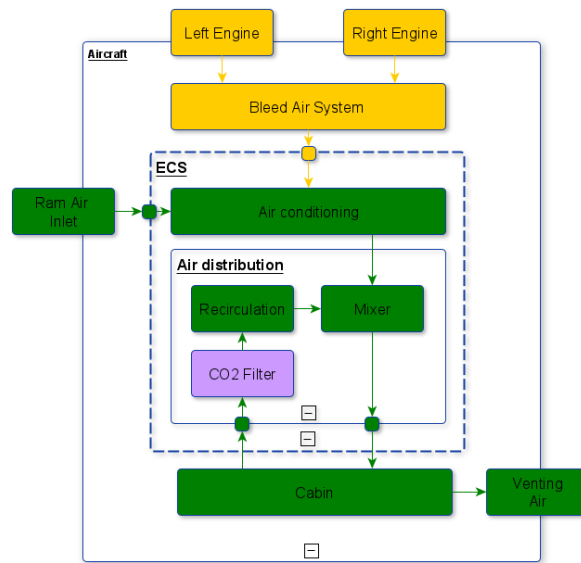 Left Engine
Right Engine
Aircraft
Bleed Air System
ECS
Ram Air
Inlet
Air conditioning
Air distribution
Recirculation
Mixer
CO2 Filter
Cabin
Venting
Air